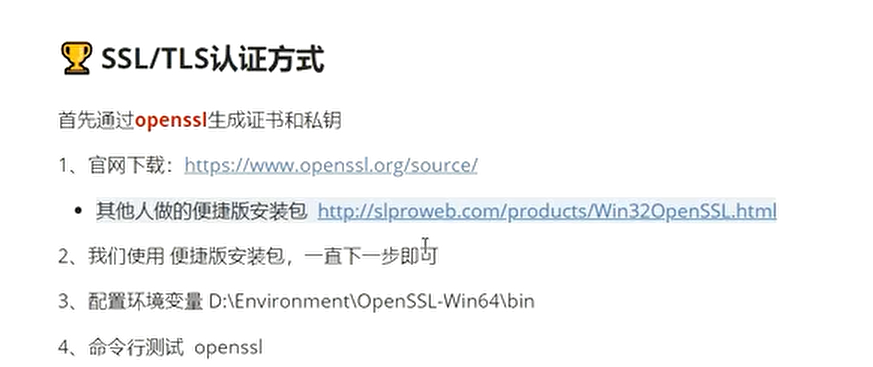 🏆 SSL/TLS认证方式
首先通过openssl生成证书和私钥
1、官网下载：https://www.openssl.org/source/
• 其他人做的便捷版安装包 http://slproweb.com/products/Win32OpenSSL.html
2、我们使用 便捷版安装包，一直下一步即可
3、配置环境变量 D:\Environment\OpenSSL-Win64\bin
4、命令行测试 openssl